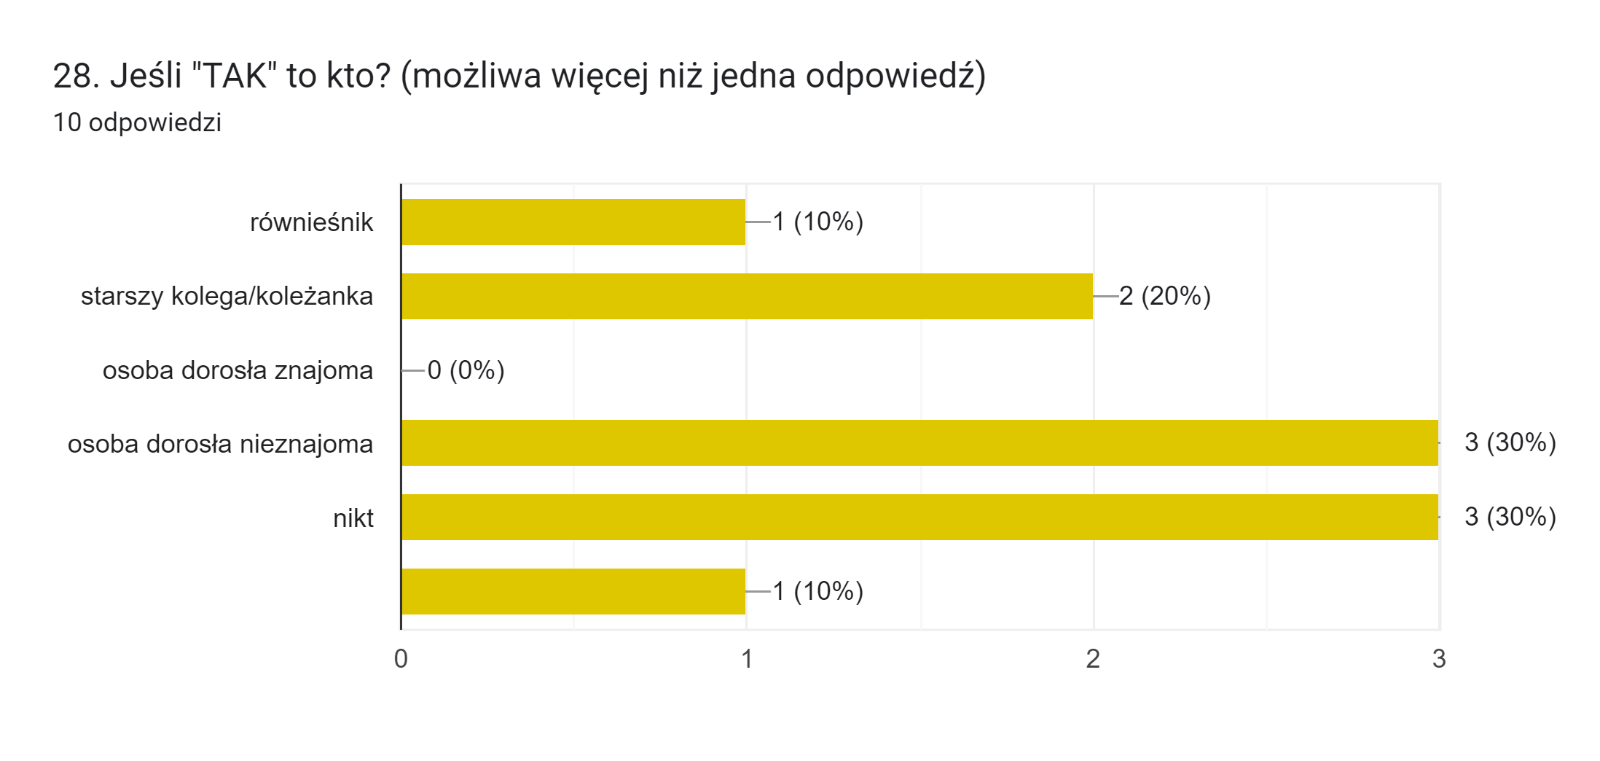 28. Jeśli "TAK" to kto? (możliwa więcej niż jedna odpowiedź)
10 odpowiedzi
równieśnik
1 (10%)
starszy kolega/koleżanka
2 (20%)
osoba dorosła znajoma
0 (0%)
osoba dorosła nieznajoma
3 (30%)
nikt
3 (30%)
1 (10%)
0 1 2 3